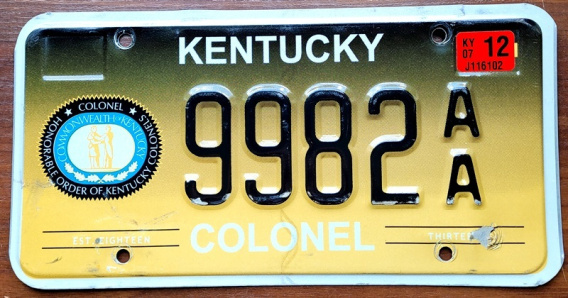 KENTUCKY
KY 12
07
J116102
9982 AA
COLONEL
HONORABLE ORDER OF KENTUCKY COLONELS
COMMONWEALTH OF KENTUCKY
EST. EIGHTEEN
COLONEL
THIRTEEN